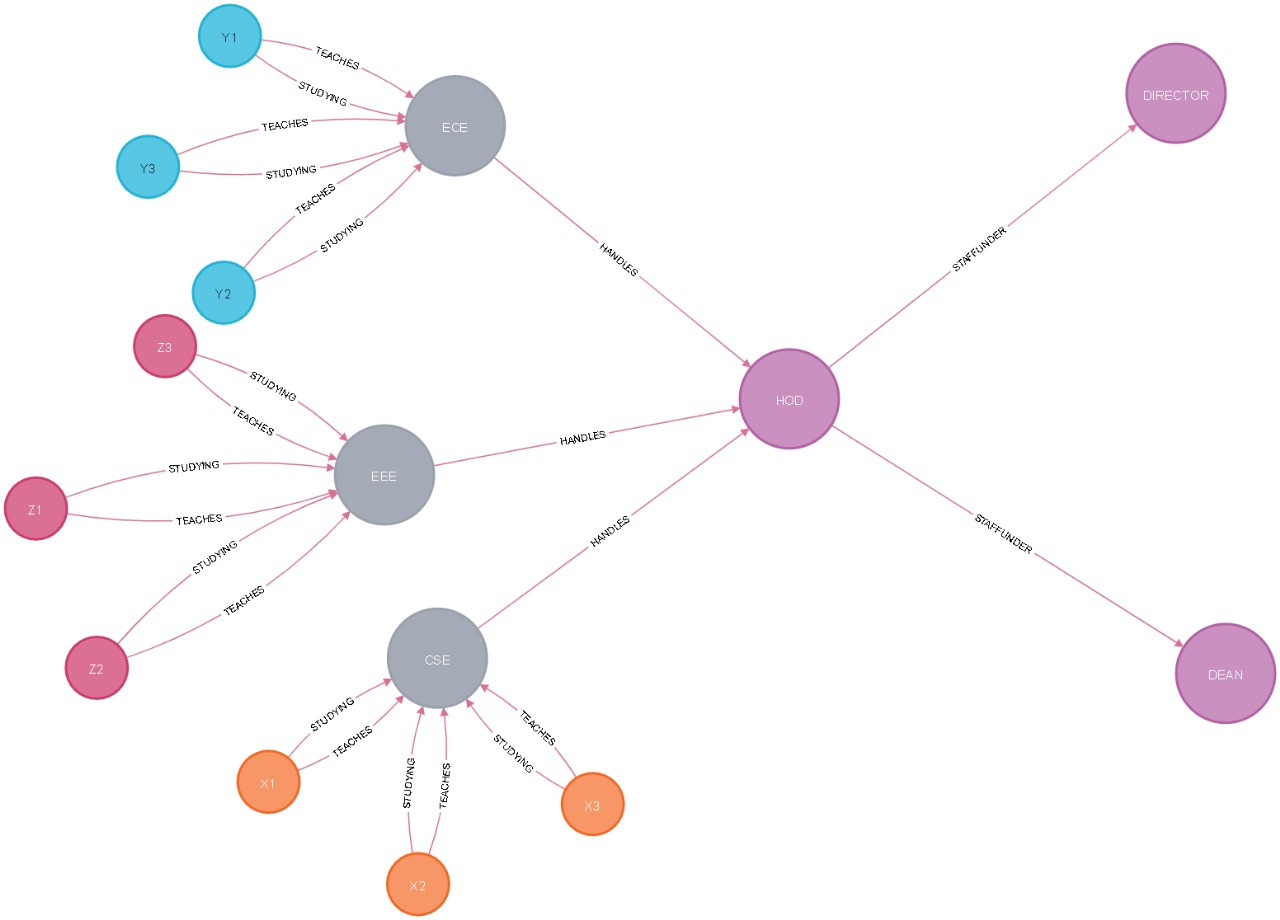 Y1
TEACHES
STUDYING
ECE
DIRECTOR
TEACHES
Y3
STUDYING
TEACHES
STUDYING
HANDLES
STAFFUNDER
Y2
Z3
STUDYING
TEACHES
HOD
HANDLES
STUDYING
EEE
Z1
TEACHES
HANDLES
STAFFUNDER
STUDYING
TEACHES
Z2
CSE
DEAN
STUDYING
TEACHES
TEACHES
STUDYING
X1
STUDYING
TEACHES
X3
X2